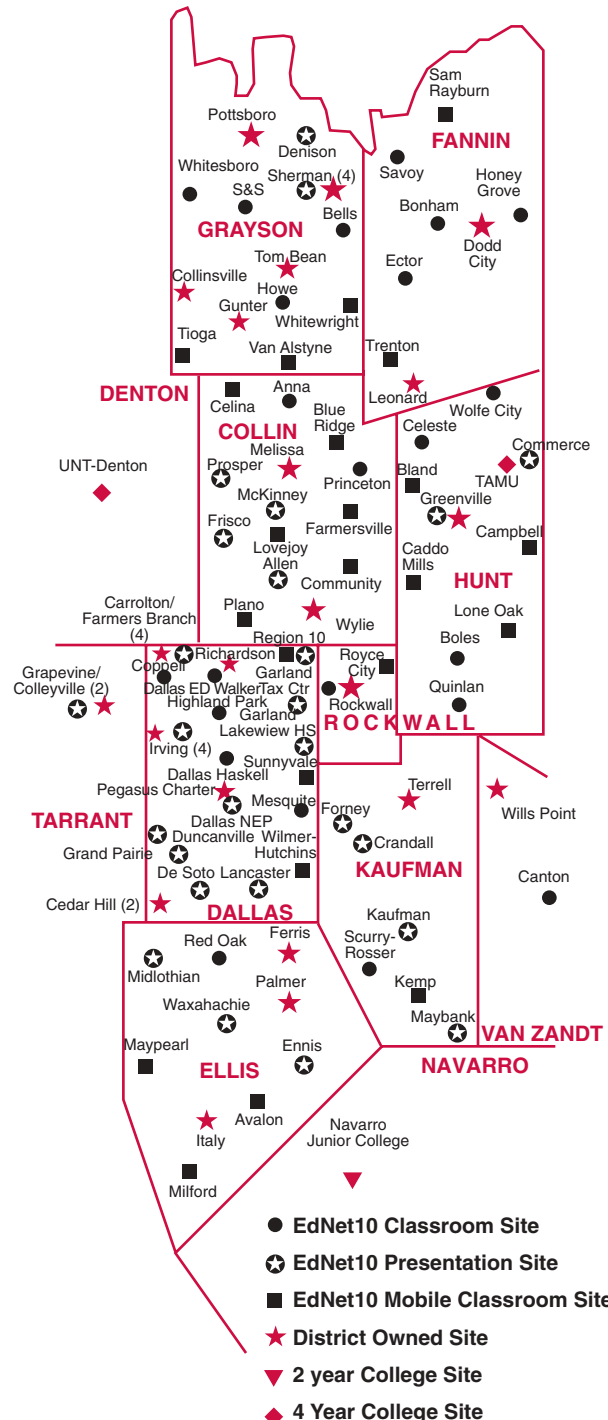 Sam
Rayburn
Pottsboro
FANNIN
Denison
Savoy
Whitesboro
Sherman (4)
Honey
Grove
S&S
Bells
Bonham
GRAYSON
Dodd
City
Tom Bean
Ector
Collinsville
Howe
Gunter
Whitewright
Tioga
Van Alstyne
Trenton
DENTON
Anna
Leonard
Celina
Wolfe City
Blue
Ridge
Celeste
COLLIN
Melissa
Commerce
UNT-Denton
Prosper
Princeton
Bland
TAMU
McKinney
Greenville
Frisco
Farmersville
Campbell
Lovejoy
Caddo
Mills
Allen
HUNT
Community
Carrolton/
Farmers Branch
(4)
Plano
Lone Oak
Wylie
Region 10
Boles
Richardson
Royce
City
Grapevine/
Colleyville (2)
Coppell
Garland
Dallas ED Walker
Tax Ctr
Quinlan
Highland Park
Rockwall
Garland
Lakewiew HS
ROCKWALL
Irving (4)
Sunnyvale
Dallas Haskell
Terrell
Pegasus Charter
Wills Point
Mesquite
Forney
TARRANT
Dallas NEP
Duncanville
Wilmer-
Hutchins
Crandall
Grand Pairie
KAUFMAN
De Soto
Lancaster
Canton
Cedar Hill (2)
DALLAS
Kaufman
Ferris
Red Oak
Scurry-
Rosser
Midlothian
Palmer
Kemp
Waxahachie
Maybank
VAN ZANDT
Maypearl
Ennis
NAVARRO
ELLIS
Avalon
Italy
Navarro
Junior College
Milford
EdNet10 Classroom Site
EdNet10 Presentation Site
EdNet10 Mobile Classroom Site
District Owned Site
2 year College Site
4 Year College Site